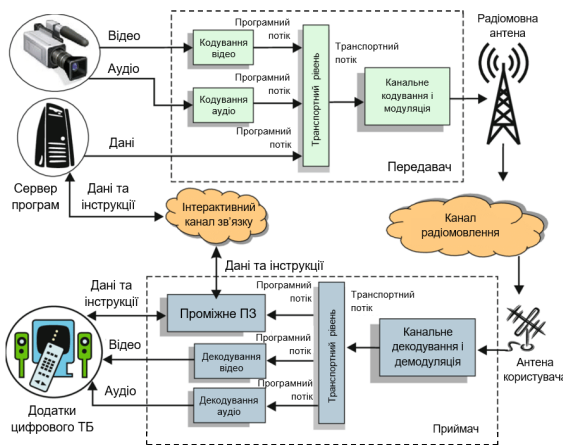 Відео
Аудіо
Дані
Сервер
програм
Дані та
інструкції
Кодування
відео
Кодування
аудіо
Програмний
потік
Програмний
потік
Програмний
потік
Транспортний рівень
Транспортний
потік
Канальне
кодування і
модуляція
Передавач
Радіомовна
антена
Інтерактивний
канал зв'язку
Канал
радіомовлення
Дані та інструкції
Дані та
інструкції
Відео
Аудіо
Додатки
цифрового ТБ
Проміжне ПЗ
Декодування
відео
Декодування
аудіо
Програмний
потік
Програмний
потік
Програмний
потік
Транспортний рівень
Транспортний
потік
Канальне
декодування і
демодуляція
Приймач
Антена
користувача